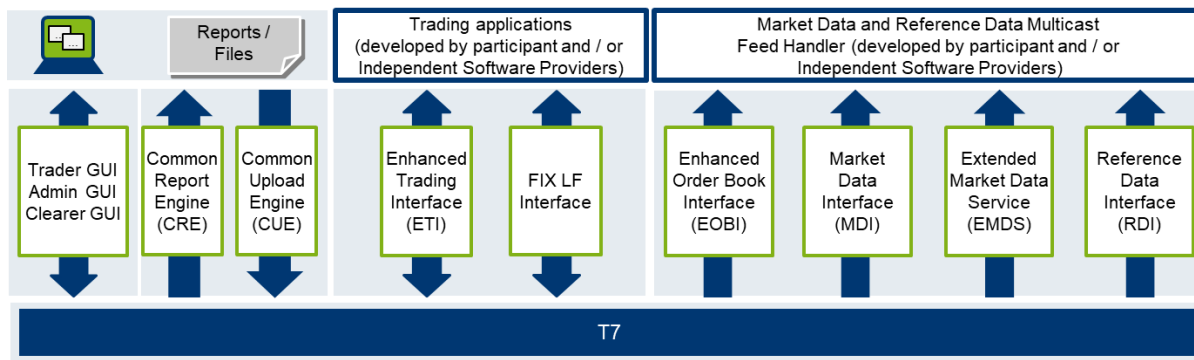 Reports /
Files
Trading applications
(developed by participant and / or
Independent Software Providers)
Market Data and Reference Data Multicast
Feed Handler (developed by participant and / or
Independent Software Providers)
Trader GUI
Admin GUI
Clearer GUI
Common
Report
Engine
(CRE)
Common
Upload
Engine
(CUE)
Enhanced
Trading
Interface
(ETI)
FIX LF
Interface
Enhanced
Order Book
Interface
(EOBI)
Market
Data
Interface
(MDI)
Extended
Market Data
Service
(EMDS)
Reference
Data
Interface
(RDI)
T7